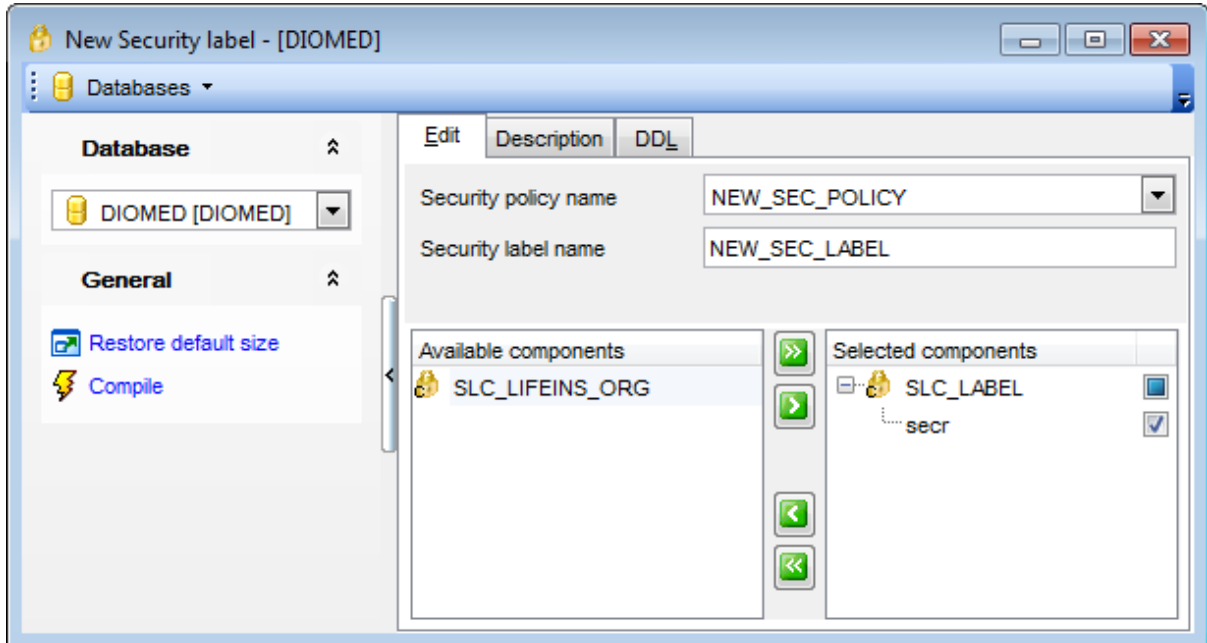 New Security label - [DIOMED]
Databases
Database
DIOMED [DIOMED]
General
Restore default size
Compile
Edit
Description
DDL
Security policy name
NEW_SEC_POLICY
Security label name
NEW_SEC_LABEL
Available components
SLC_LIFEINS_ORG
Selected components
SLC_LABEL
secr